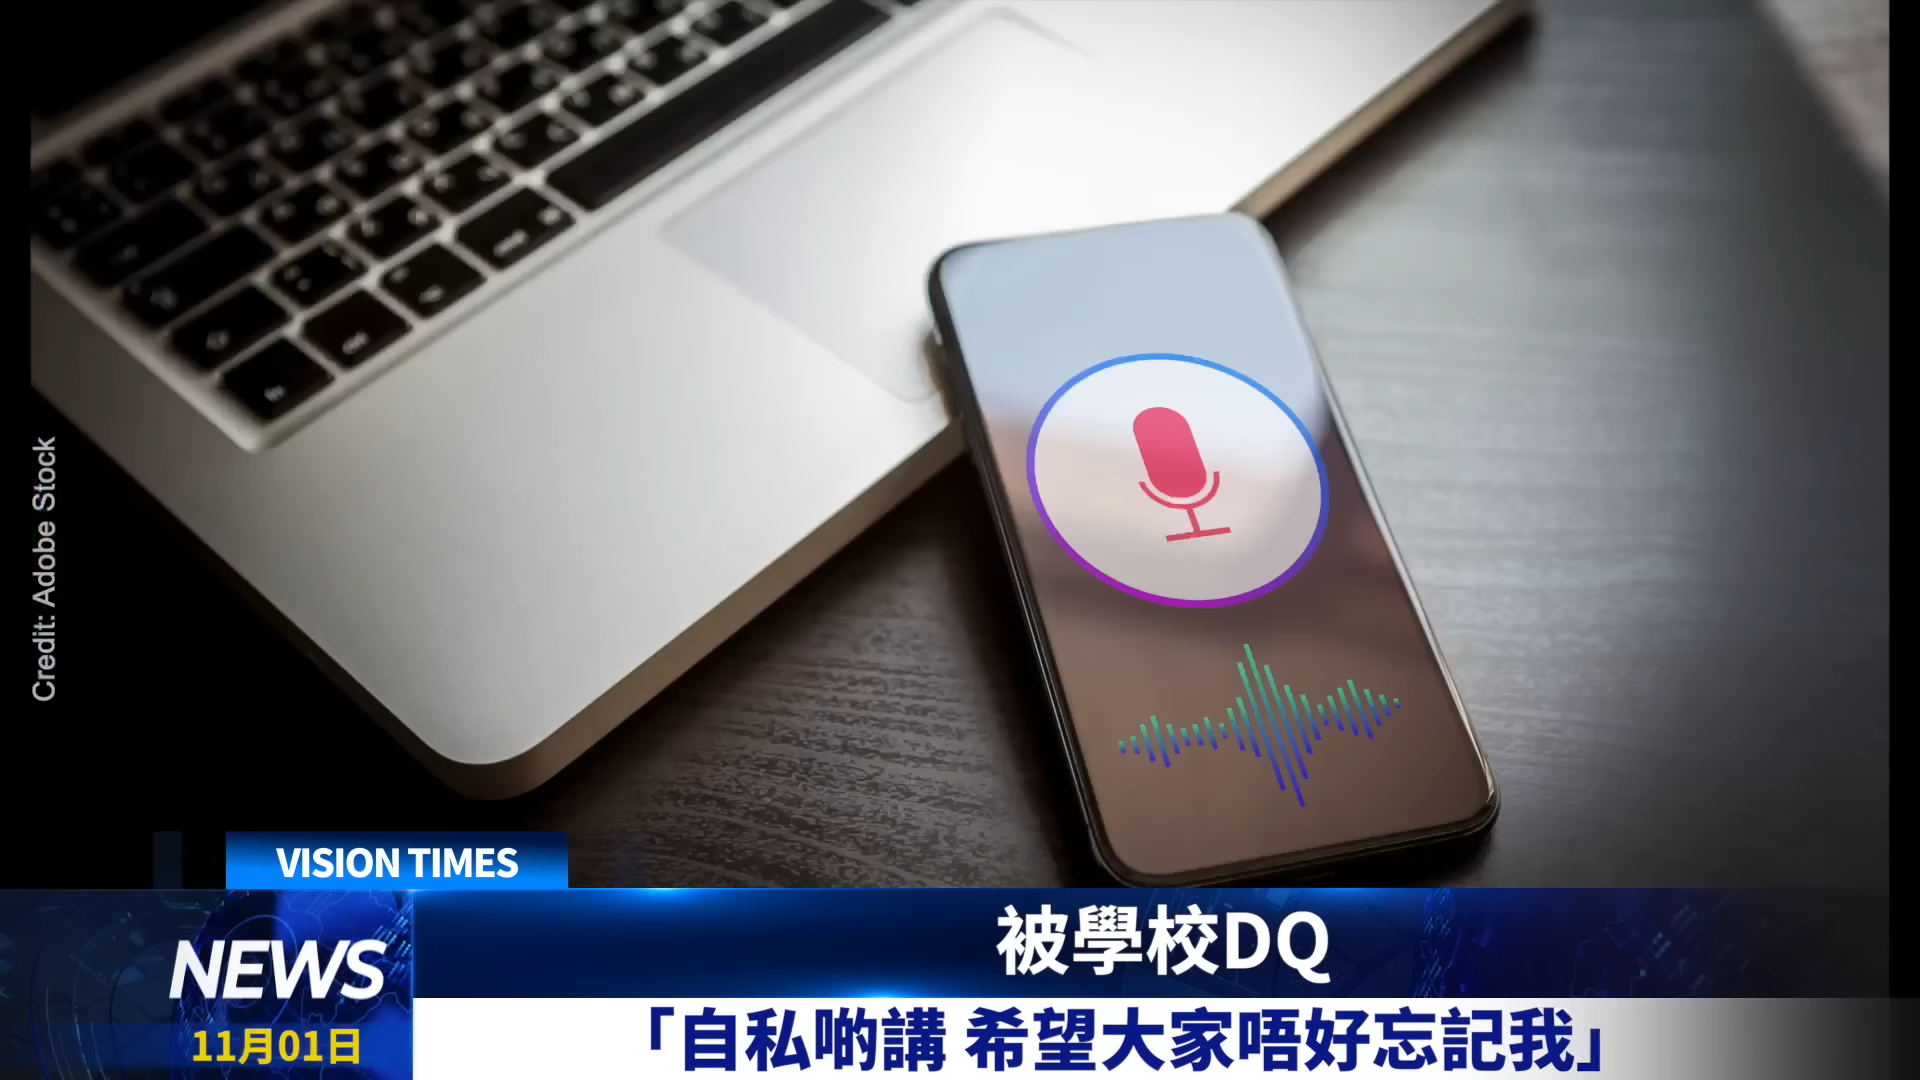 Credit: Adobe Stock
VISION TIMES
NEWS
11月01日
被學校DQ
「自私啲講 希望大家唔好忘記我」